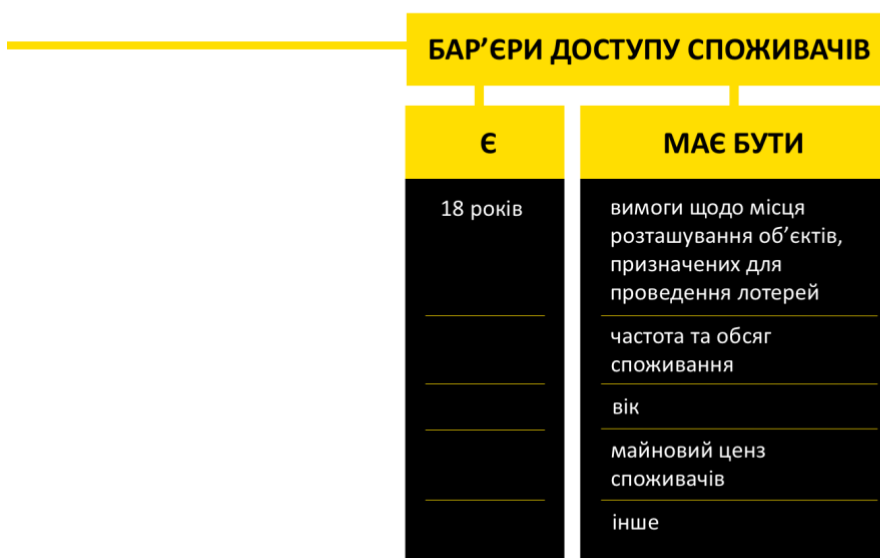 БАР’ЄРИ ДОСТУПУ СПОЖИВАЧІВ
Є
МАЄ БУТИ
18 років
вимоги щодо місця
розташування об’єктів,
призначених для
проведення лотерей
частота та обсяг
споживання
вік
майновий ценз
споживачів
інше